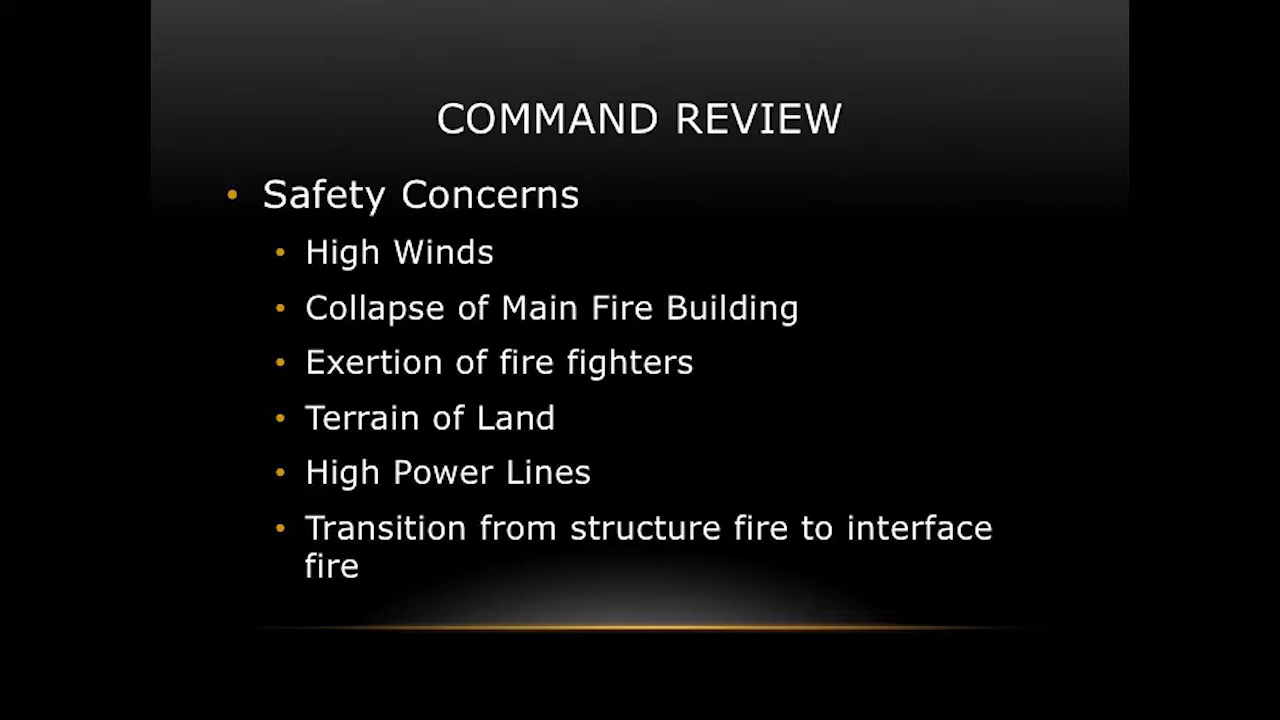 COMMAND REVIEW
• Safety Concerns
• High Winds
• Collapse of Main Fire Building
• Exertion of fire fighters
• Terrain of Land
• High Power Lines
• Transition from structure fire to interface
fire